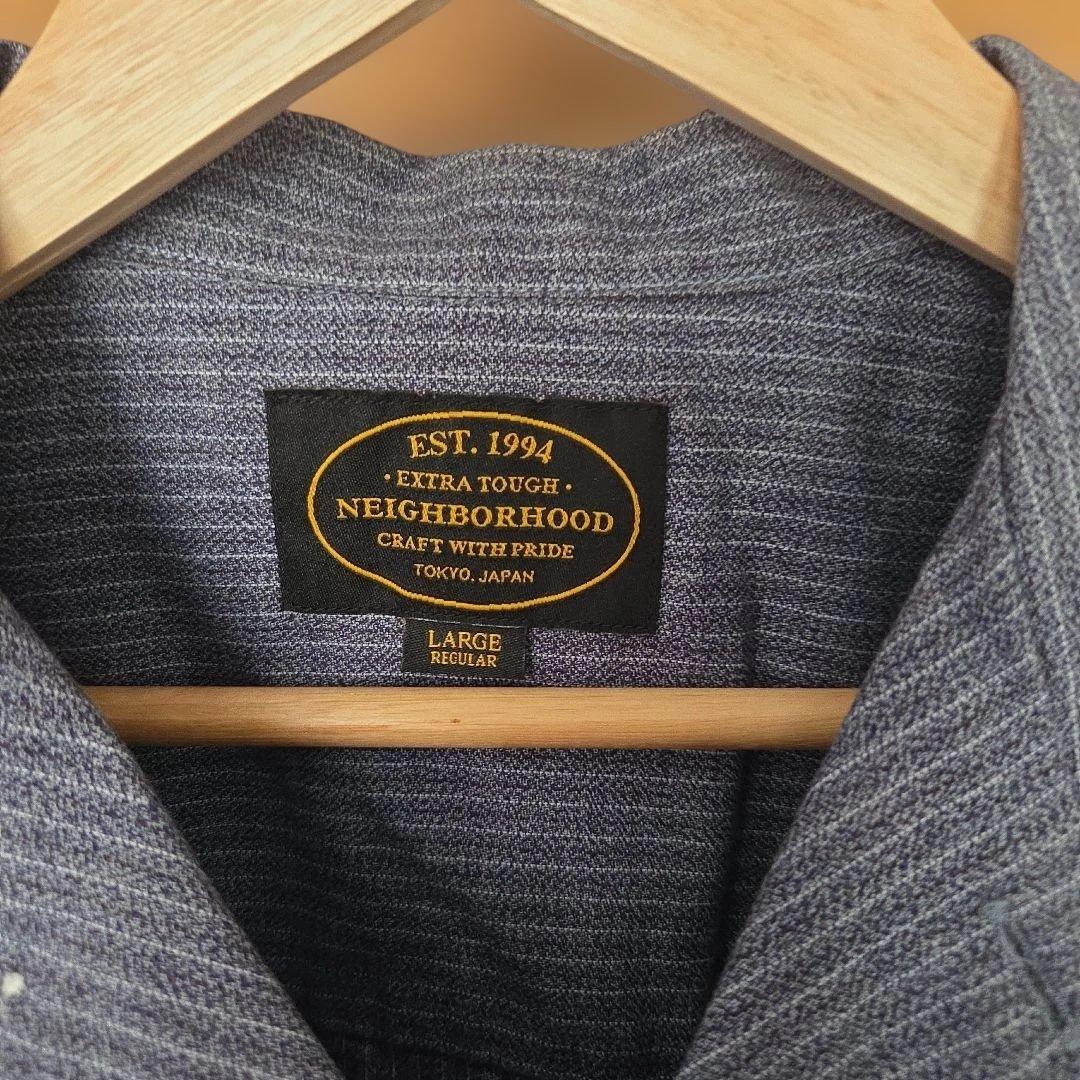 EST. 1994
· EXTRA TOUGH ·
NEIGHBORHOOD
CRAFT WITH PRIDE
TOKYO. JAPAN
LARGE
REGULAR